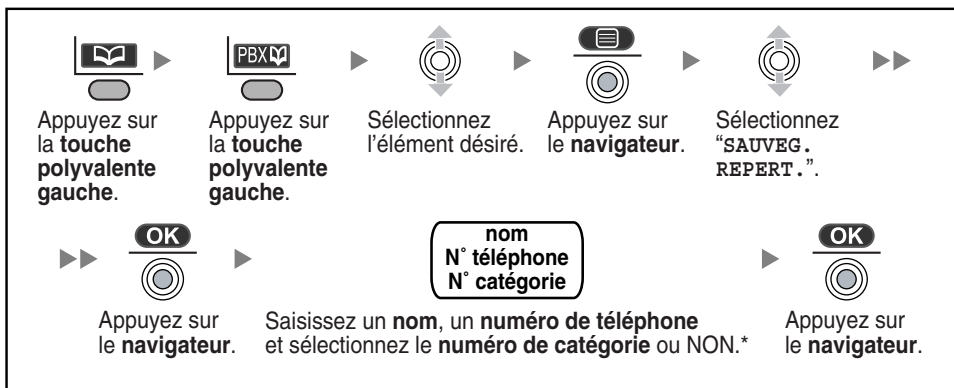 PBX
Appuyez sur
la touche
polyvalente
gauche.
Appuyez sur
la touche
polyvalente
gauche.
Sélectionnez
l'élément désiré.
Appuyez sur
le navigateur.
Sélectionnez
“SAUVEG.
REPERT.”.
OK
Appuyez sur
le navigateur.
nom
N° téléphone
N° catégorie
Saisissez un nom, un numéro de téléphone
et sélectionnez le numéro de catégorie ou NON.*
OK
Appuyez sur
le navigateur.